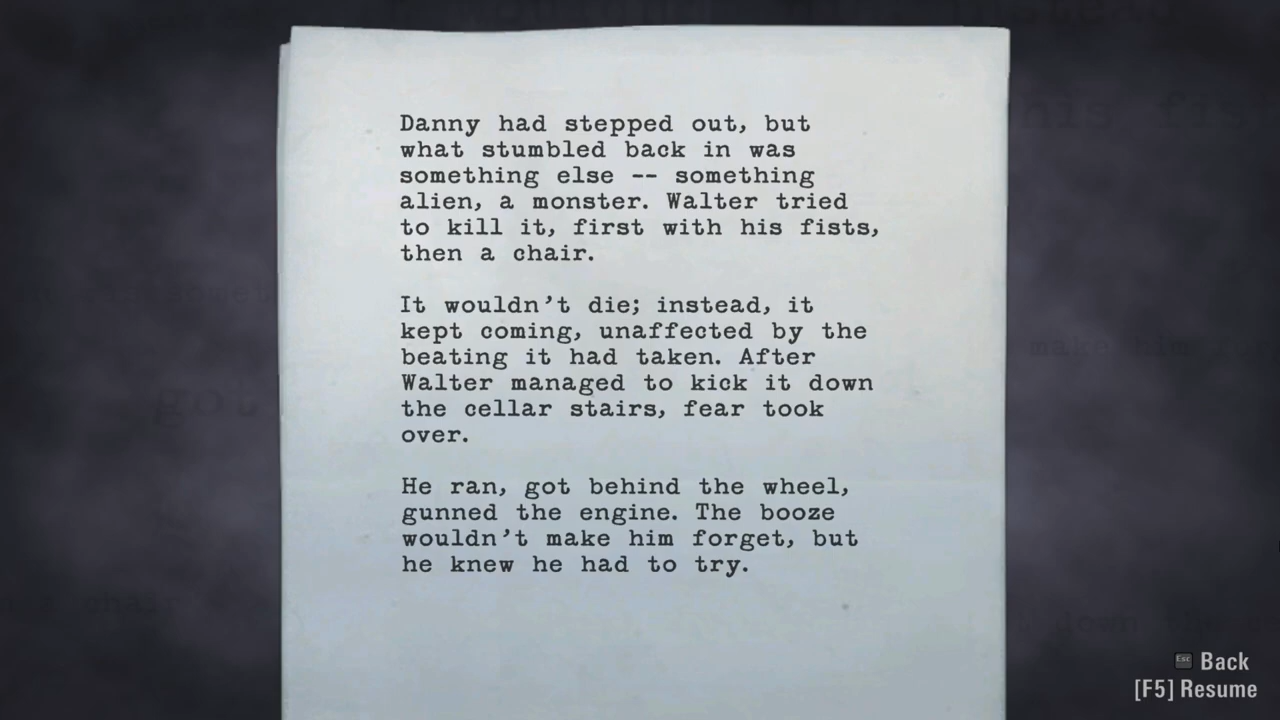 Danny had stepped out, but
what stumbled back in was
something else -- something
alien, a monster. Walter tried
to kill it, first with his fists,
then a chair.
It wouldn't die; instead, it
kept coming, unaffected by the
beating it had taken. After
Walter managed to kick it down
the cellar stairs, fear took
over.
He ran, got behind the wheel,
gunned the engine. The booze
wouldn't make him forget, but
he knew he had to try.
Esc Back
[F5] Resume